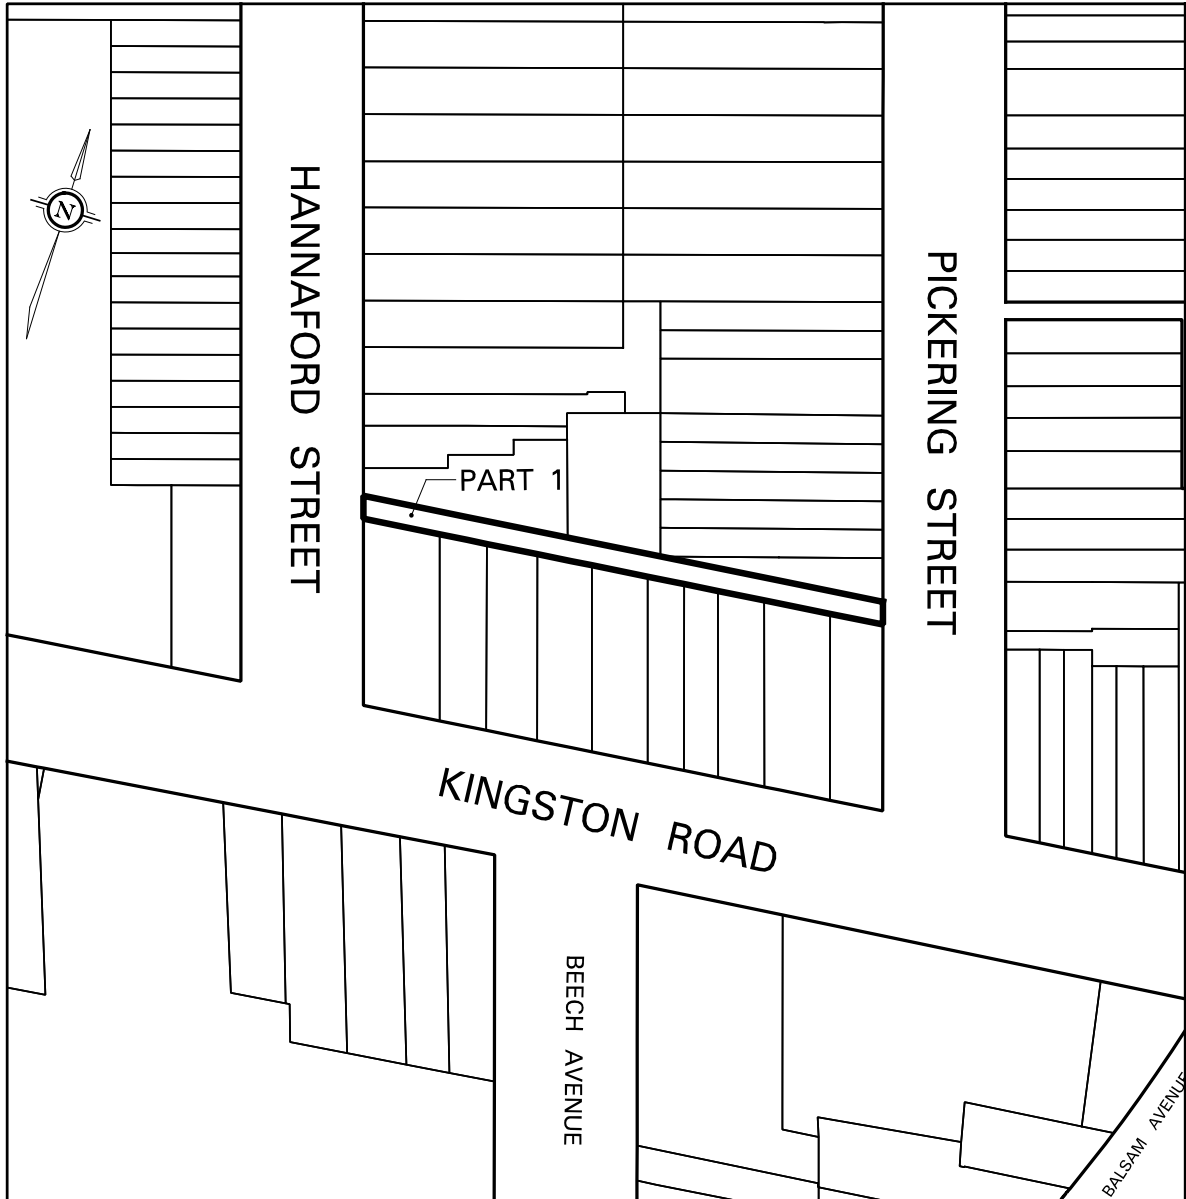 N
HANNAFORD STREET
PICKERING STREET
PART 1
KINGSTON ROAD
BEECH AVENUE
BALSAM AVENUE